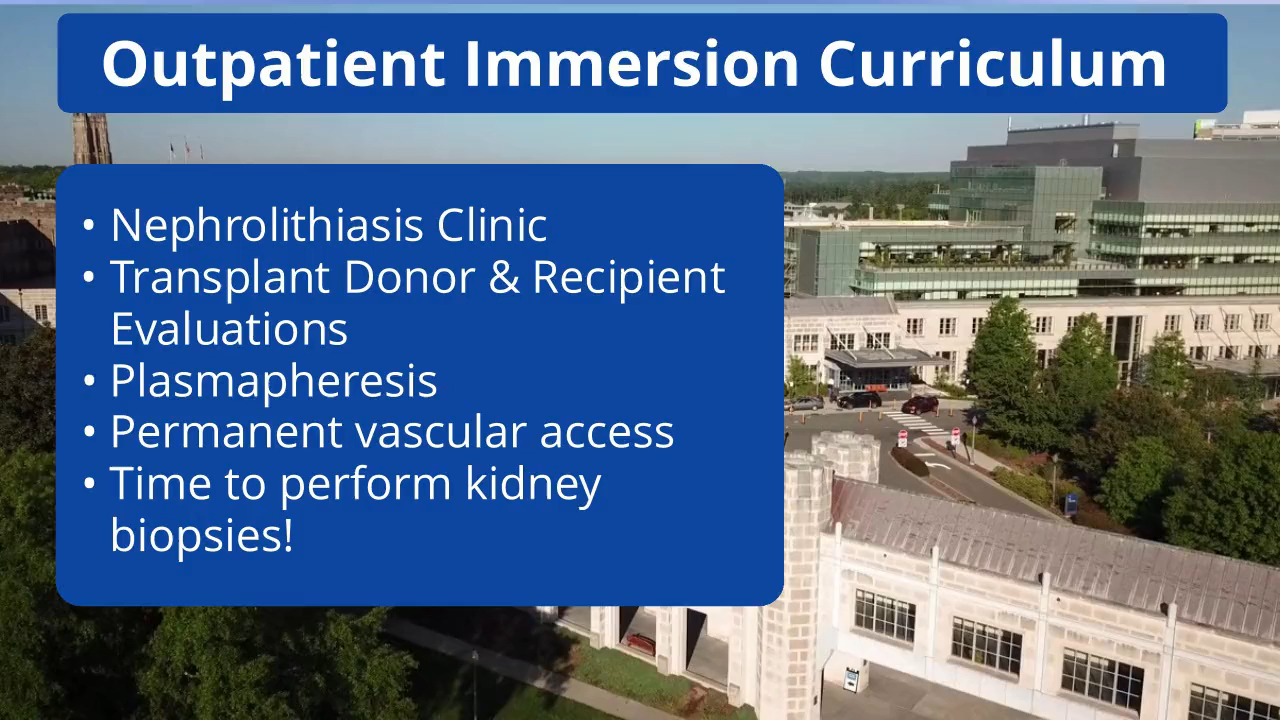 Outpatient Immersion Curriculum
• Nephrolithiasis Clinic
• Transplant Donor & Recipient
Evaluations
• Plasmapheresis
• Permanent vascular access
• Time to perform kidney
biopsies!